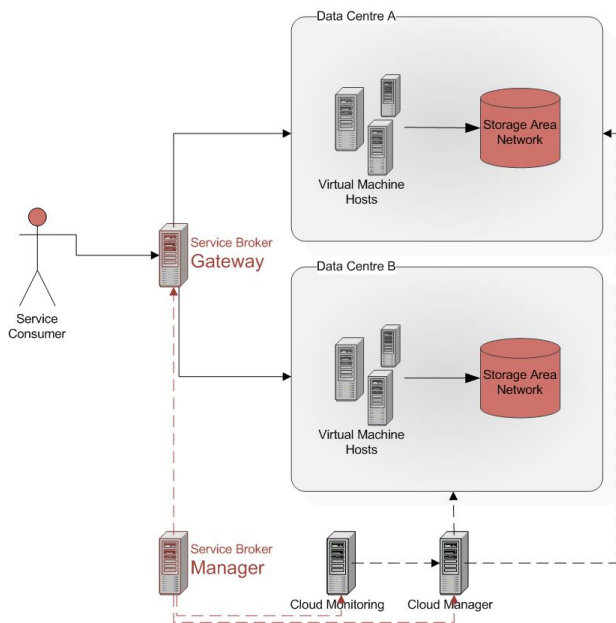 Data Centre A
Storage Area
Network
Virtual Machine
Hosts
Service Broker
Gateway
Service
Consumer
Data Centre B
Storage Area
Network
Virtual Machine
Hosts
Service Broker
Manager
Cloud Monitoring
Cloud Manager